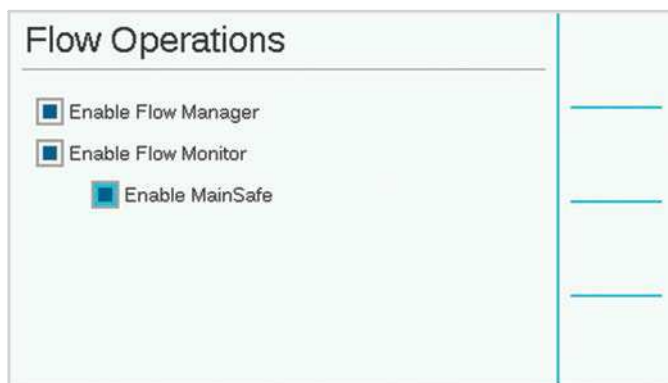 Flow Operations
Enable Flow Manager
Enable Flow Monitor
Enable MainSafe